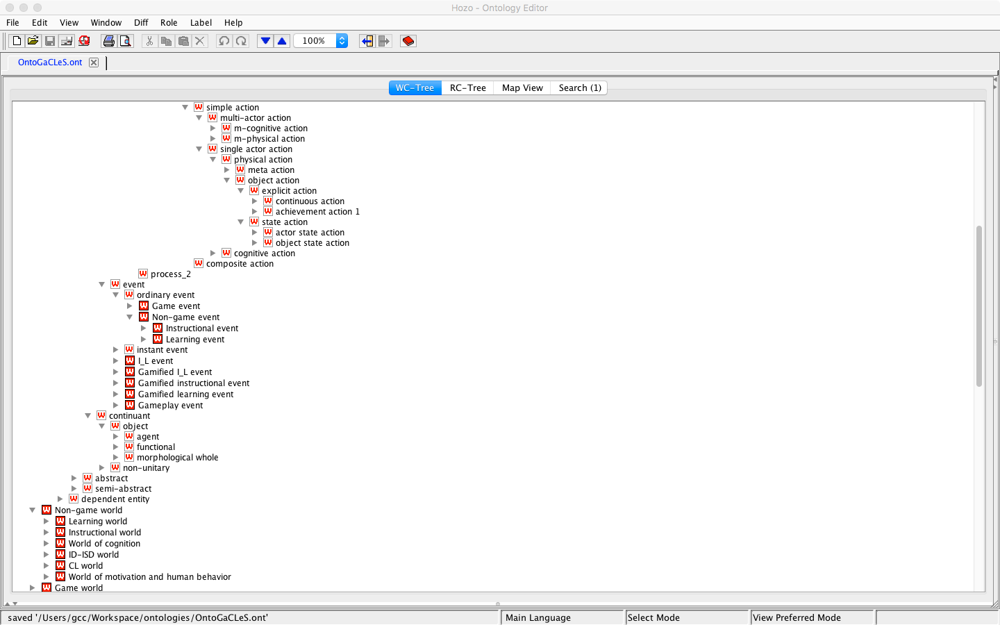 Hozo - Ontology Editor
File Edit View Window Diff Role Label Help
100%
OntoGaCLeS.ont
WC-Tree RC-Tree Map View Search (1)
simple action
multi-actor action
m-cognitive action
m-physical action
single actor action
physical action
meta action
object action
explicit action
continuous action
achievement action 1
state action
actor state action
object state action
cognitive action
composite action
process_2
event
ordinary event
Game event
Non-game event
Instructional event
Learning event
instant event
I_L event
Gamified I_L event
Gamified instructional event
Gamified learning event
Gameplay event
continuant
object
agent
functional
morphological whole
non-unitary
abstract
semi-abstract
dependent entity
Non-game world
Learning world
Instructional world
World of cognition
ID-ISD world
CL world
World of motivation and human behavior
Game world
saved '/Users/gcc/Workspace/ontologies/OntoGaCLeS.ont' Main Language Select Mode View Preferred Mode